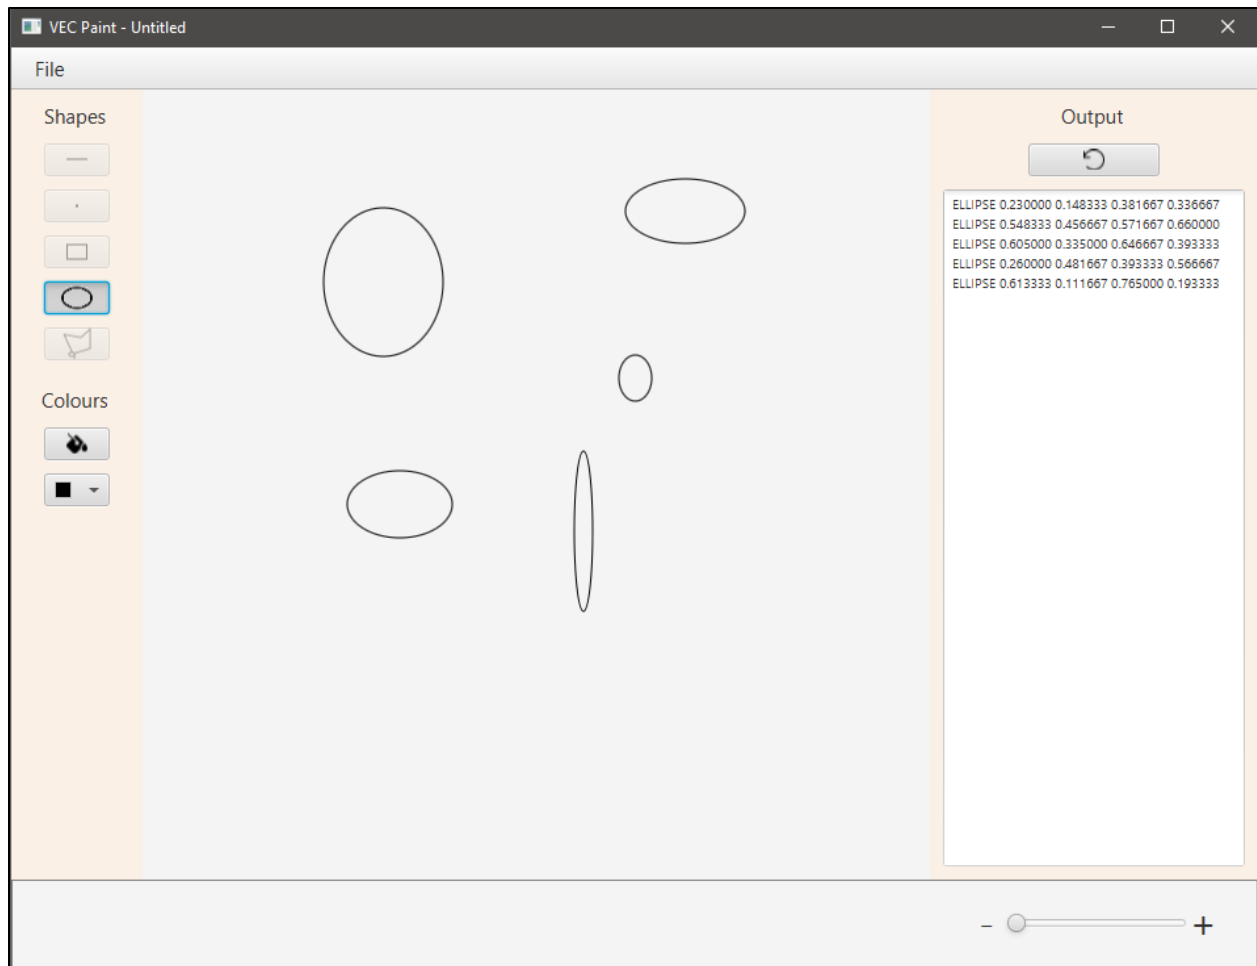 VEC Paint - Untitled
File
Shapes
Colours
Output
ELLIPSE 0.230000 0.148333 0.381667 0.336667
ELLIPSE 0.548333 0.456667 0.571667 0.660000
ELLIPSE 0.605000 0.335000 0.646667 0.393333
ELLIPSE 0.260000 0.481667 0.393333 0.566667
ELLIPSE 0.613333 0.111667 0.765000 0.193333
- +